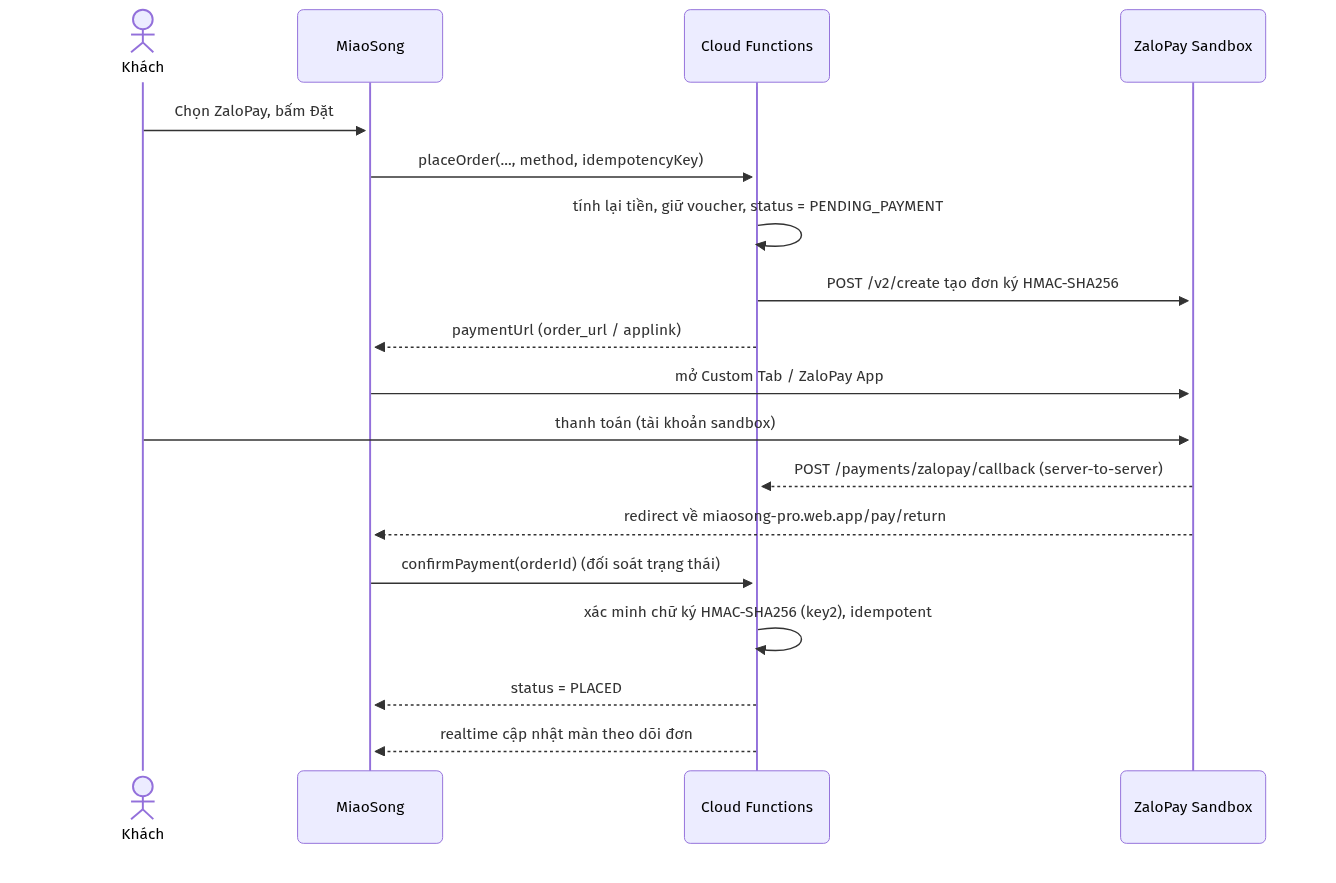 Khách
MiaoSong
Cloud Functions
ZaloPay Sandbox
Chọn ZaloPay, bấm Đặt
placeOrder(..., method, idempotencyKey)
tính lại tiền, giữ voucher, status = PENDING_PAYMENT
POST /v2/create tạo đơn ký HMAC-SHA256
paymentUrl (order_url / applink)
mở Custom Tab / ZaloPay App
thanh toán (tài khoản sandbox)
POST /payments/zalopay/callback (server-to-server)
redirect về miaosong-pro.web.app/pay/return
confirmPayment(orderId) (đối soát trạng thái)
xác minh chữ ký HMAC-SHA256 (key2), idempotent
status = PLACED
realtime cập nhật màn theo dõi đơn
Khách
MiaoSong
Cloud Functions
ZaloPay Sandbox